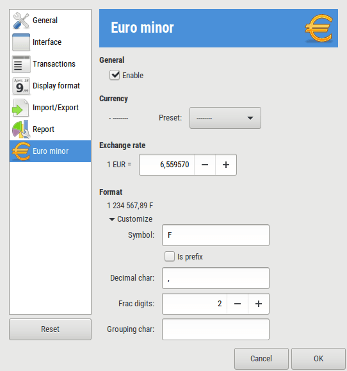 General
Interface
Transactions
Display format
Import/Export
Report
Euro minor
Reset
Euro minor
General
Enable
Currency
- -------
Preset: -------
Exchange rate
1 EUR = 6,559570 − +
Format
1 234 567,89 F
Customize
Symbol: F
Is prefix
Decimal char: ,
Frac digits: 2 − +
Grouping char:
Cancel OK